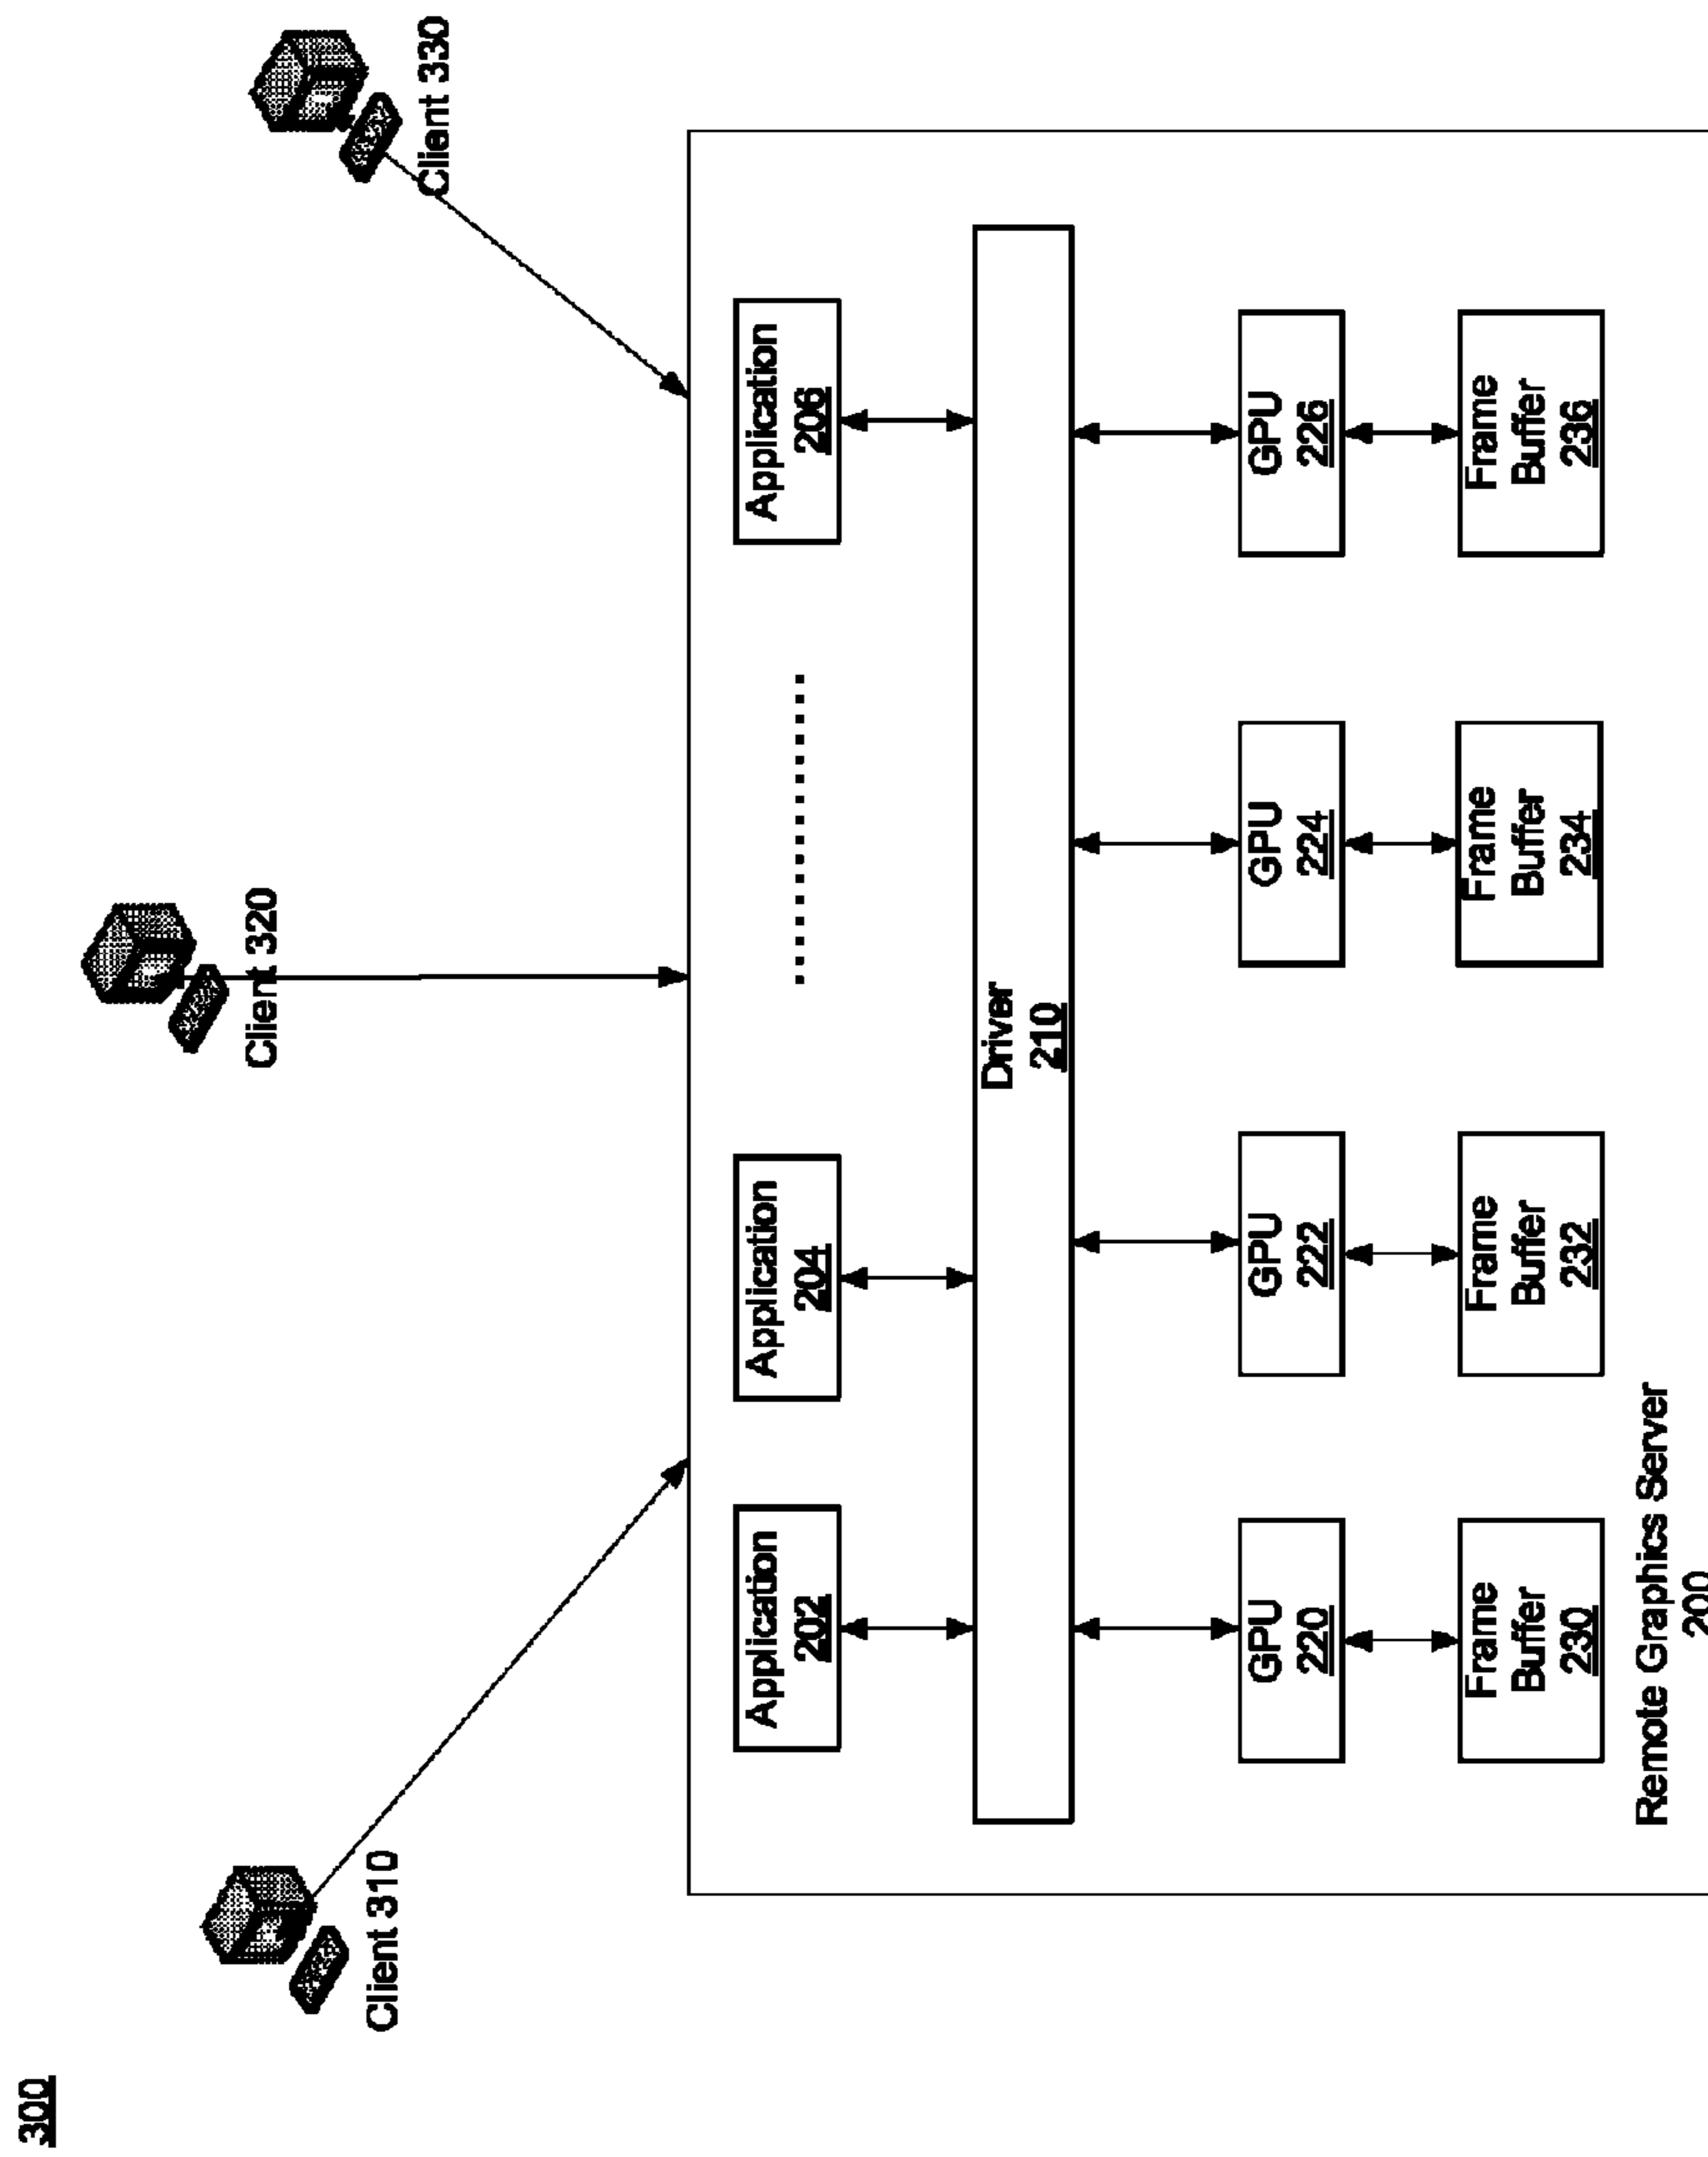 300
Client 310
Client 320
Client 330
Application
202
Application
204
Application
206
Driver
210
GPU
220
GPU
222
GPU
224
GPU
226
Frame
Buffer
230
Frame
Buffer
232
Frame
Buffer
234
Frame
Buffer
236
Remote Graphics Server
200